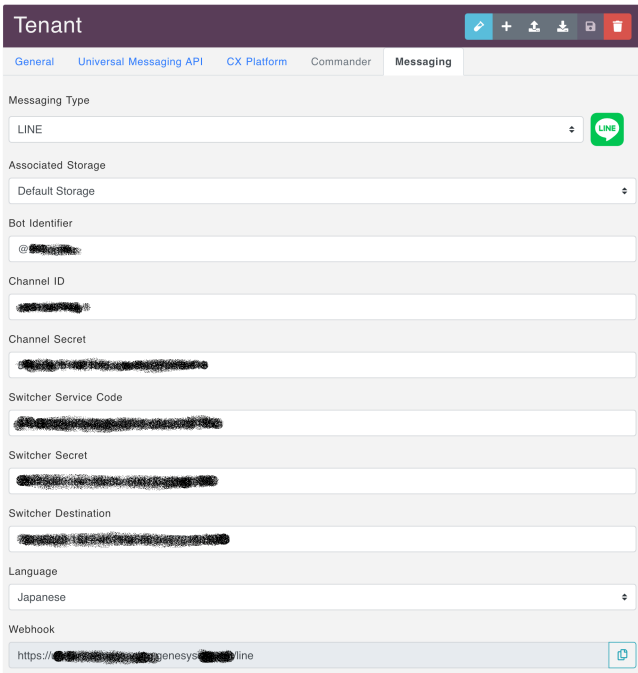 Tenant
General Universal Messaging API CX Platform Commander Messaging
Messaging Type
LINE
LINE
Associated Storage
Default Storage
Bot Identifier
@
Channel ID
Channel Secret
Switcher Service Code
Switcher Secret
Switcher Destination
Language
Japanese
Webhook
https:// genesys /line